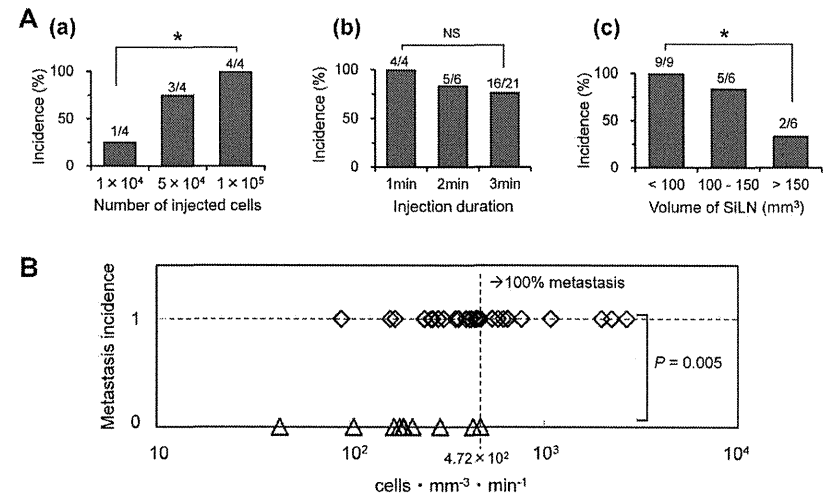 A
(a)
*
Incidence (%)
100
50
0
1/4
3/4
4/4
1 × 10⁴
5 × 10⁴
1 × 10⁵
Number of injected cells
(b)
NS
Incidence (%)
100
50
0
4/4
5/6
16/21
1min
2min
3min
Injection duration
(c)
*
Incidence (%)
100
50
0
9/9
5/6
2/6
< 100
100 - 150
> 150
Volume of SiLN (mm³)
B
Metastasis incidence
1
0
→100% metastasis
P = 0.005
10
10²
4.72 × 10²
10³
10⁴
cells・mm⁻³・min⁻¹